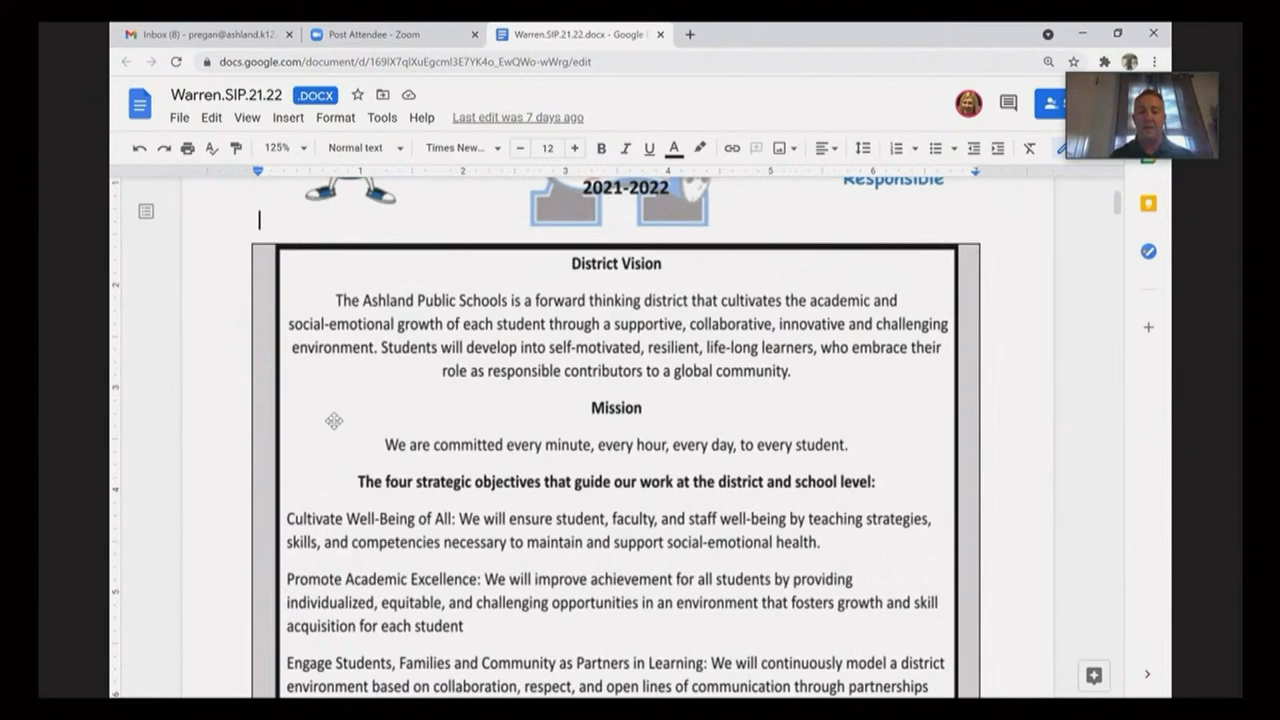 Inbox (8) - pregan@ashland.k12.
Post Attendee - Zoom
Warren.SIP.21.22.docx - Google
docs.google.com/document/d/169lX7qlXuEgcml3E7YK4o_EwQWo-wWrg/edit
Warren.SIP.21.22
.DOCX
File Edit View Insert Format Tools Help Last edit was 7 days ago
125% Normal text Times New... 12
1 2 3 4 5 6
Responsible
2021-2022
District Vision
The Ashland Public Schools is a forward thinking district that cultivates the academic and
social-emotional growth of each student through a supportive, collaborative, innovative and challenging
environment. Students will develop into self-motivated, resilient, life-long learners, who embrace their
role as responsible contributors to a global community.
Mission
We are committed every minute, every hour, every day, to every student.
The four strategic objectives that guide our work at the district and school level:
Cultivate Well-Being of All: We will ensure student, faculty, and staff well-being by teaching strategies,
skills, and competencies necessary to maintain and support social-emotional health.
Promote Academic Excellence: We will improve achievement for all students by providing
individualized, equitable, and challenging opportunities in an environment that fosters growth and skill
acquisition for each student
Engage Students, Families and Community as Partners in Learning: We will continuously model a district
environment based on collaboration, respect, and open lines of communication through partnerships